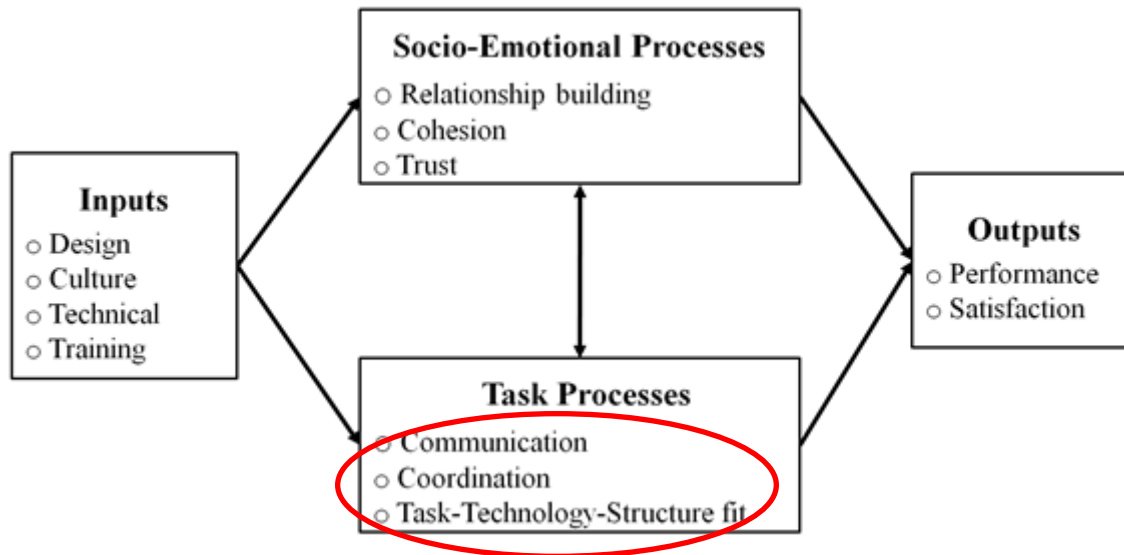 Socio-Emotional Processes
○ Relationship building
○ Cohesion
○ Trust
Inputs
○ Design
○ Culture
○ Technical
○ Training
Outputs
○ Performance
○ Satisfaction
Task Processes
○ Communication
○ Coordination
○ Task-Technology-Structure fit